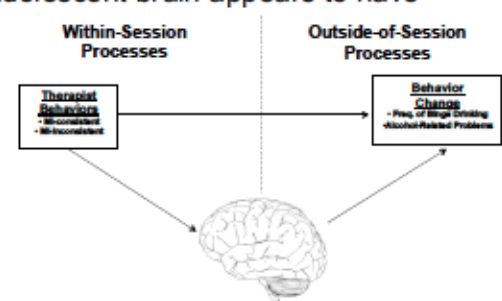 adolescent brain appears to have
Within-Session
Processes
Outside-of-Session
Processes
Therapist
Behaviors
- MI-consistent
- MI-Inconsistent
Behavior
Change
- Freq. of Binge Drinking
-Alcohol-Related Problems